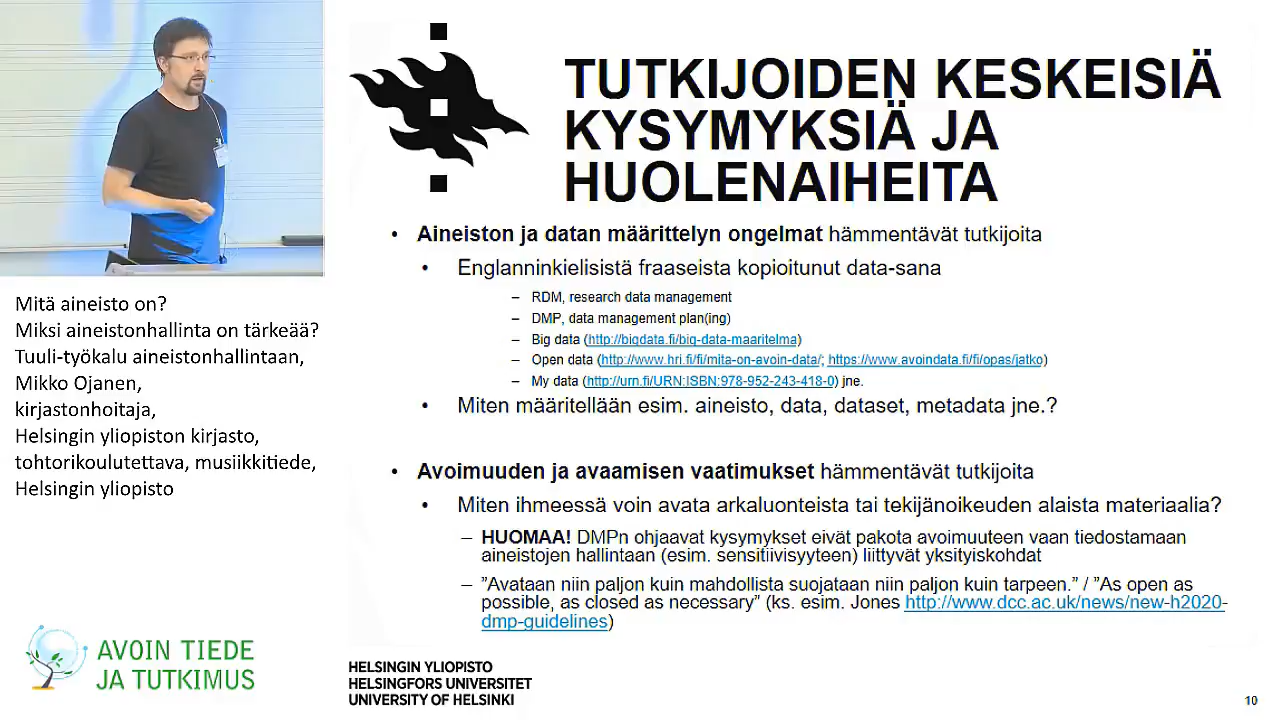 TUTKIJOIDEN KESKEISIÄ
KYSYMYKSIÄ JA
HUOLENAIHEITA
• Aineiston ja datan määrittelyn ongelmat hämmentävät tutkijoita
• Englanninkielisistä fraaseista kopioitunut data-sana
– RDM, research data management
– DMP, data management plan(ing)
– Big data (http://bigdata.fi/big-data-maaritelma)
– Open data (http://www.hri.fi/fi/mita-on-avoin-data/; https://www.avoindata.fi/fi/opas/jatko)
– My data (http://urn.fi/URN:ISBN:978-952-243-418-0) jne.
• Miten määritellään esim. aineisto, data, dataset, metadata jne.?
• Avoimuuden ja avaamisen vaatimukset hämmentävät tutkijoita
• Miten ihmeessä voin avata arkaluonteista tai tekijänoikeuden alaista materiaalia?
– HUOMAA! DMPn ohjaavat kysymykset eivät pakota avoimuuteen vaan tiedostamaan
aineistojen hallintaan (esim. sensitiivisyyteen) liittyvät yksityiskohdat
– ”Avataan niin paljon kuin mahdollista suojataan niin paljon kuin tarpeen.” / ”As open as
possible, as closed as necessary” (ks. esim. Jones http://www.dcc.ac.uk/news/new-h2020-
dmp-guidelines)
Mitä aineisto on?
Miksi aineistonhallinta on tärkeää?
Tuuli-työkalu aineistonhallintaan,
Mikko Ojanen,
kirjastonhoitaja,
Helsingin yliopiston kirjasto,
tohtorikoulutettava, musiikkitiede,
Helsingin yliopisto
AVOIN TIEDE
JA TUTKIMUS
HELSINGIN YLIOPISTO
HELSINGFORS UNIVERSITET
UNIVERSITY OF HELSINKI
10